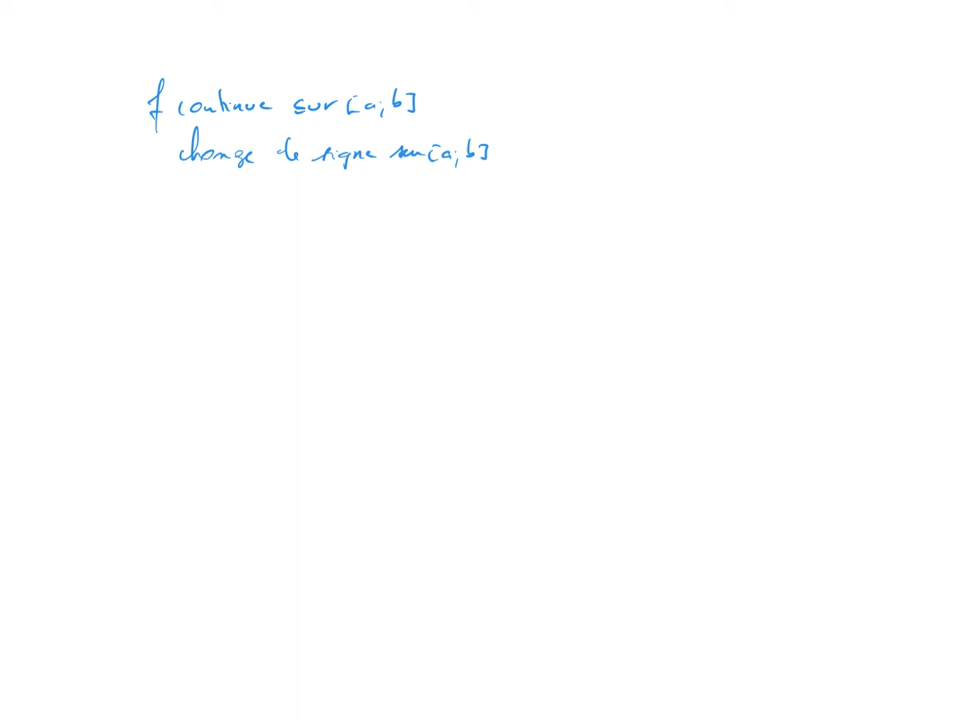 f continue sur [a; b]
change de signe sur [a; b]